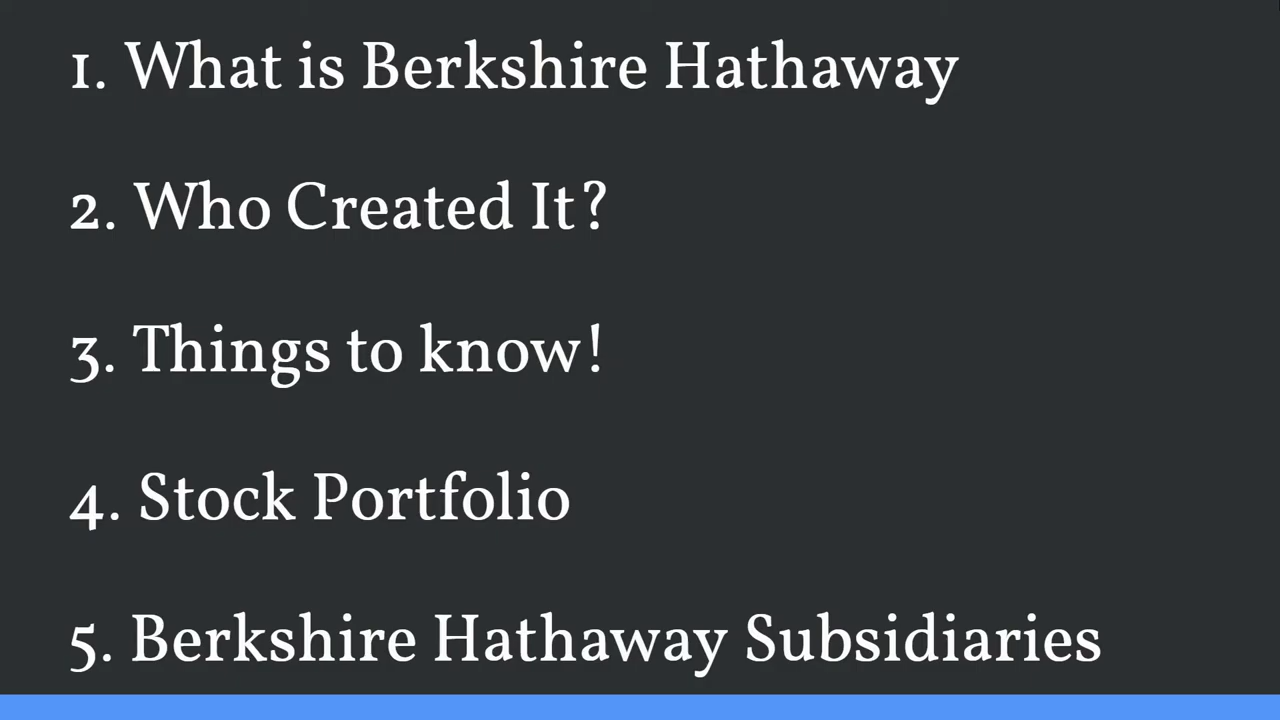 1. What is Berkshire Hathaway
2. Who Created It?
3. Things to know!
4. Stock Portfolio
5. Berkshire Hathaway Subsidiaries